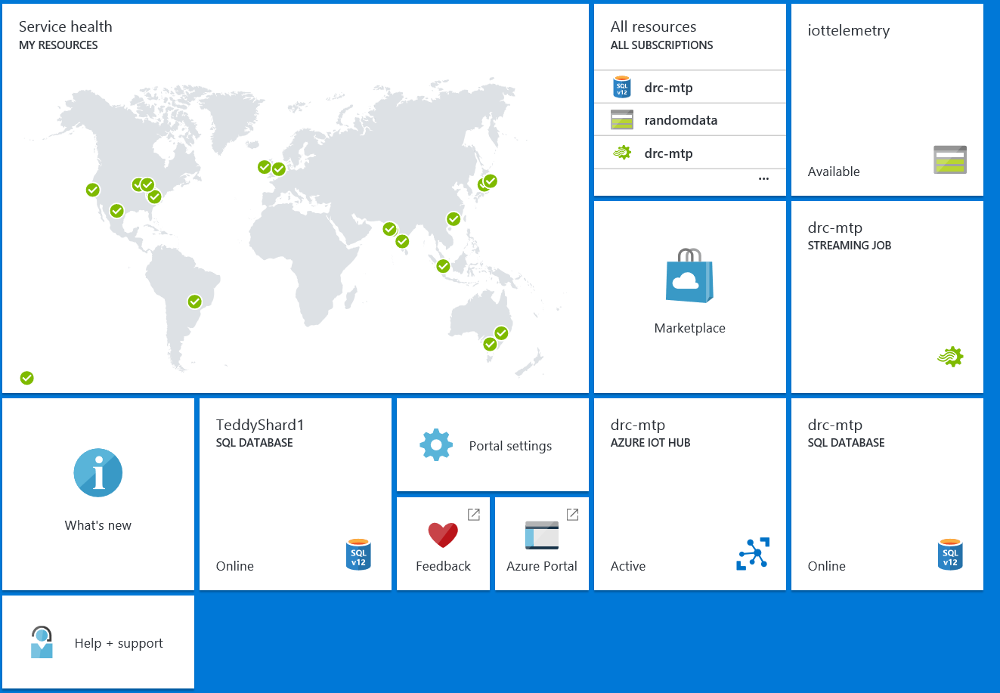 Service health
MY RESOURCES
All resources
ALL SUBSCRIPTIONS
SQL
v12
drc-mtp
randomdata
drc-mtp
...
iottelemetry
Available
Marketplace
drc-mtp
STREAMING JOB
What's new
TeddyShard1
SQL DATABASE
Online
SQL
v12
Portal settings
Feedback
Azure Portal
drc-mtp
AZURE IOT HUB
Active
drc-mtp
SQL DATABASE
Online
SQL
v12
Help + support